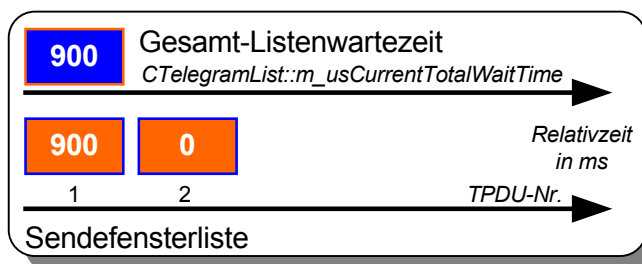 900 Gesamt-Listenwartezeit
CTelegramList::m_usCurrentTotalWaitTime
900 0 Relativzeit
in ms
1 2 TPDU-Nr.
Sendefensterliste